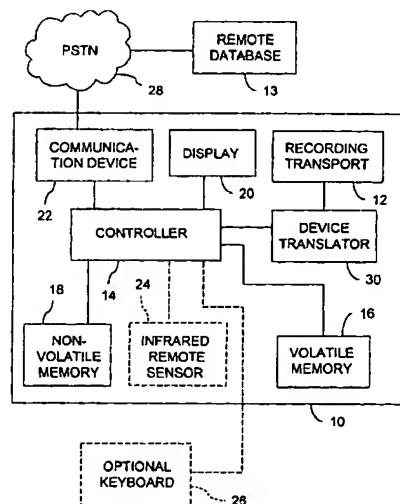 PSTN
28
REMOTE
DATABASE
13
COMMUNICA-
TION DEVICE
22
DISPLAY
20
RECORDING
TRANSPORT
12
CONTROLLER
14
DEVICE
TRANSLATOR
30
18
NON-
VOLATILE
MEMORY
24
INFRARED
REMOTE
SENSOR
16
VOLATILE
MEMORY
10
OPTIONAL
KEYBOARD
26